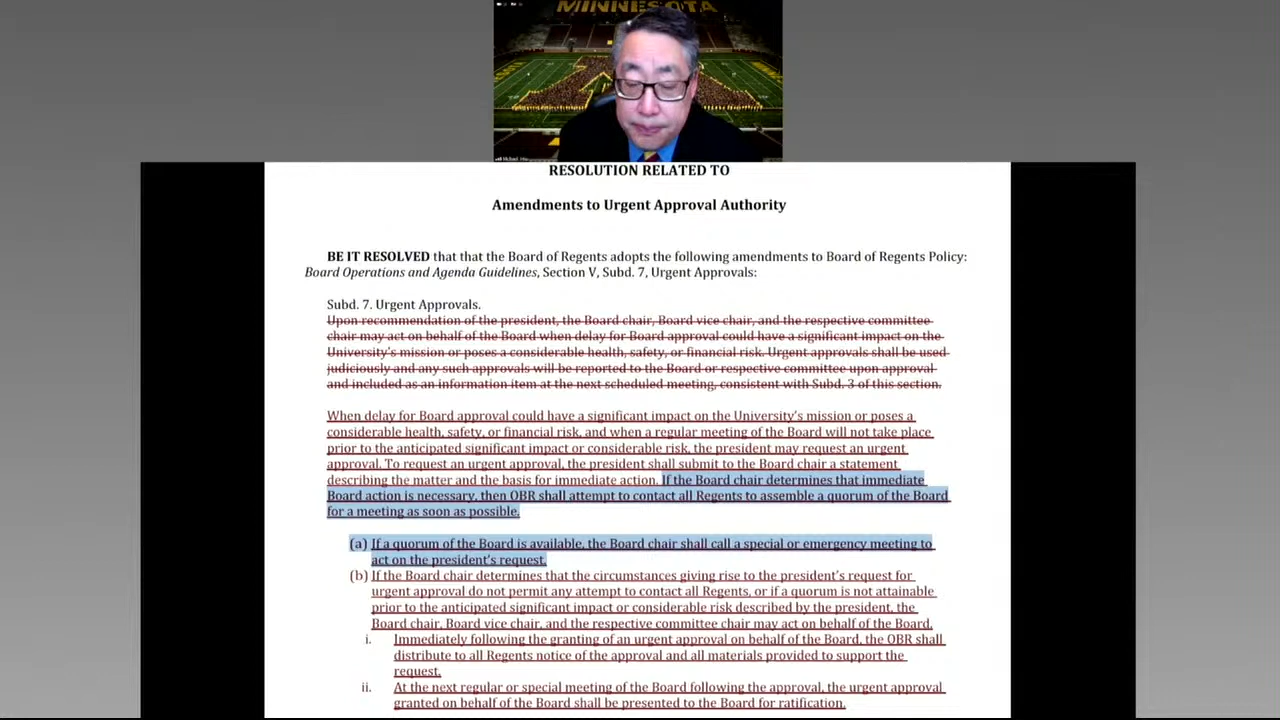 MINNESOTA
RESOLUTION RELATED TO
Amendments to Urgent Approval Authority
BE IT RESOLVED that that the Board of Regents adopts the following amendments to Board of Regents Policy:
Board Operations and Agenda Guidelines, Section V, Subd. 7, Urgent Approvals:
Subd. 7. Urgent Approvals.
Upon recommendation of the president, the Board chair, Board vice chair, and the respective committee
chair may act on behalf of the Board when delay for Board approval could have a significant impact on the
University's mission or poses a considerable health, safety, or financial risk. Urgent approvals shall be used
judiciously and any such approvals will be reported to the Board or respective committee upon approval
and included as an information item at the next scheduled meeting, consistent with Subd. 3 of this section.
When delay for Board approval could have a significant impact on the University's mission or poses a
considerable health, safety, or financial risk, and when a regular meeting of the Board will not take place
prior to the anticipated significant impact or considerable risk, the president may request an urgent
approval. To request an urgent approval, the president shall submit to the Board chair a statement
describing the matter and the basis for immediate action. If the Board chair determines that immediate
Board action is necessary, then OBR shall attempt to contact all Regents to assemble a quorum of the Board
for a meeting as soon as possible.
(a) If a quorum of the Board is available, the Board chair shall call a special or emergency meeting to
act on the president's request.
(b) If the Board chair determines that the circumstances giving rise to the president's request for
urgent approval do not permit any attempt to contact all Regents, or if a quorum is not attainable
prior to the anticipated significant impact or considerable risk described by the president, the
Board chair, Board vice chair, and the respective committee chair may act on behalf of the Board.
i. Immediately following the granting of an urgent approval on behalf of the Board, the OBR shall
distribute to all Regents notice of the approval and all materials provided to support the
request.
ii. At the next regular or special meeting of the Board following the approval, the urgent approval
granted on behalf of the Board shall be presented to the Board for ratification.